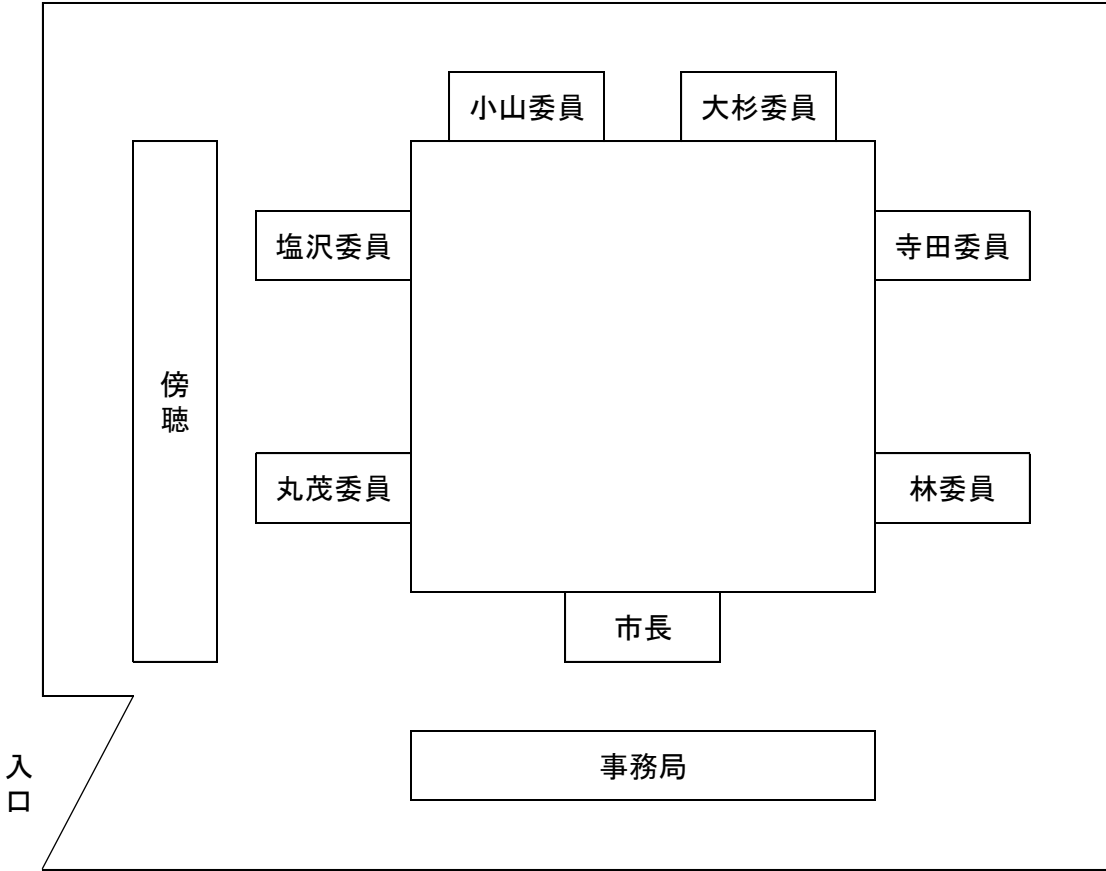 小山委員
大杉委員
塩沢委員
寺田委員
傍聴
丸茂委員
林委員
市長
事務局
入口